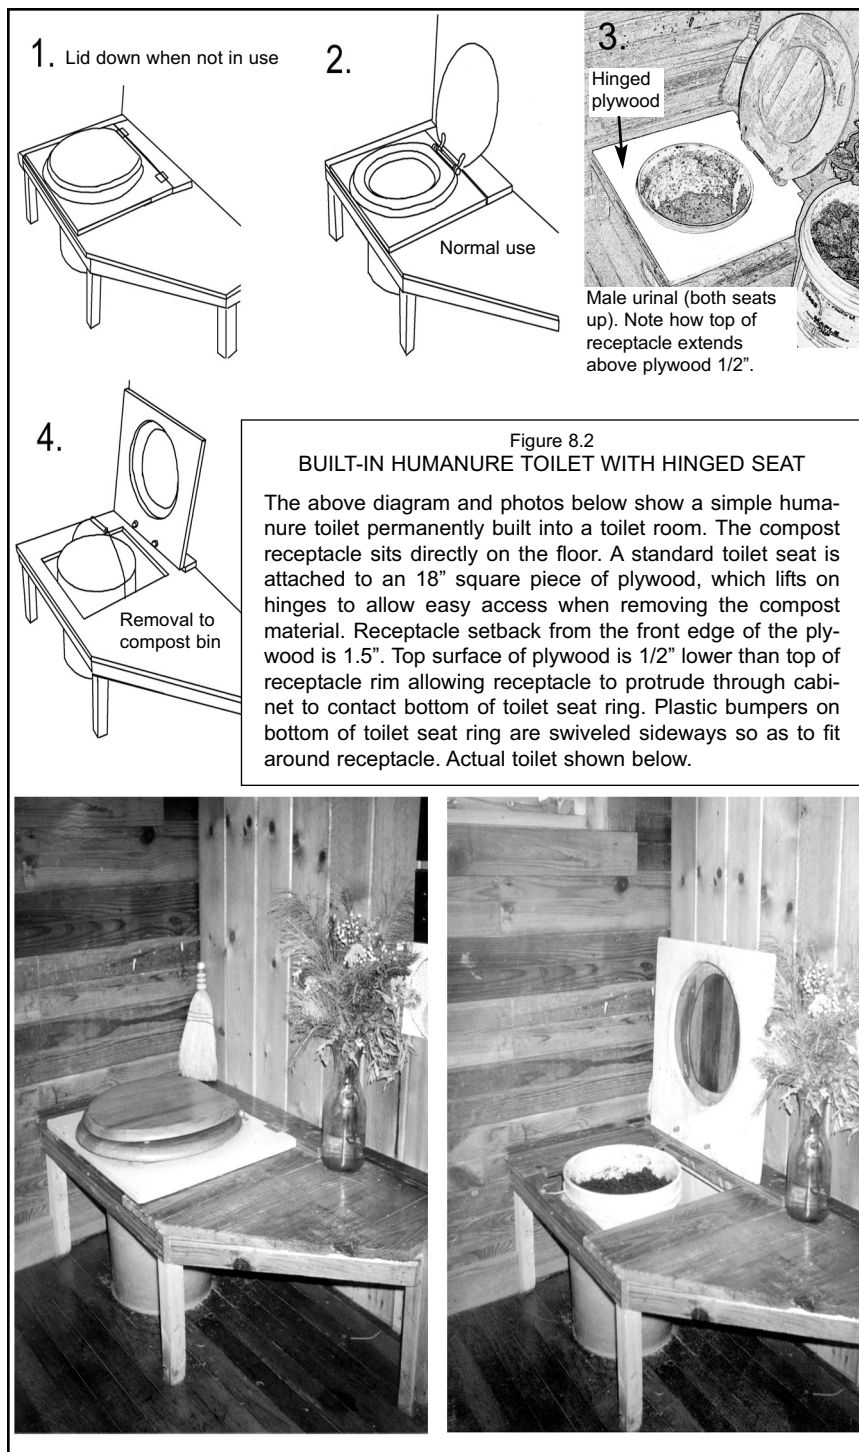 1. Lid down when not in use
2.
Normal use
3.
Hinged
plywood
MAPLE
Male urinal (both seats
up). Note how top of
receptacle extends
above plywood 1/2”.
4.
Removal to
compost bin
Figure 8.2
BUILT-IN HUMANURE TOILET WITH HINGED SEAT
The above diagram and photos below show a simple huma-
nure toilet permanently built into a toilet room. The compost
receptacle sits directly on the floor. A standard toilet seat is
attached to an 18” square piece of plywood, which lifts on
hinges to allow easy access when removing the compost
material. Receptacle setback from the front edge of the ply-
wood is 1.5”. Top surface of plywood is 1/2” lower than top of
receptacle rim allowing receptacle to protrude through cabi-
net to contact bottom of toilet seat ring. Plastic bumpers on
bottom of toilet seat ring are swiveled sideways so as to fit
around receptacle. Actual toilet shown below.